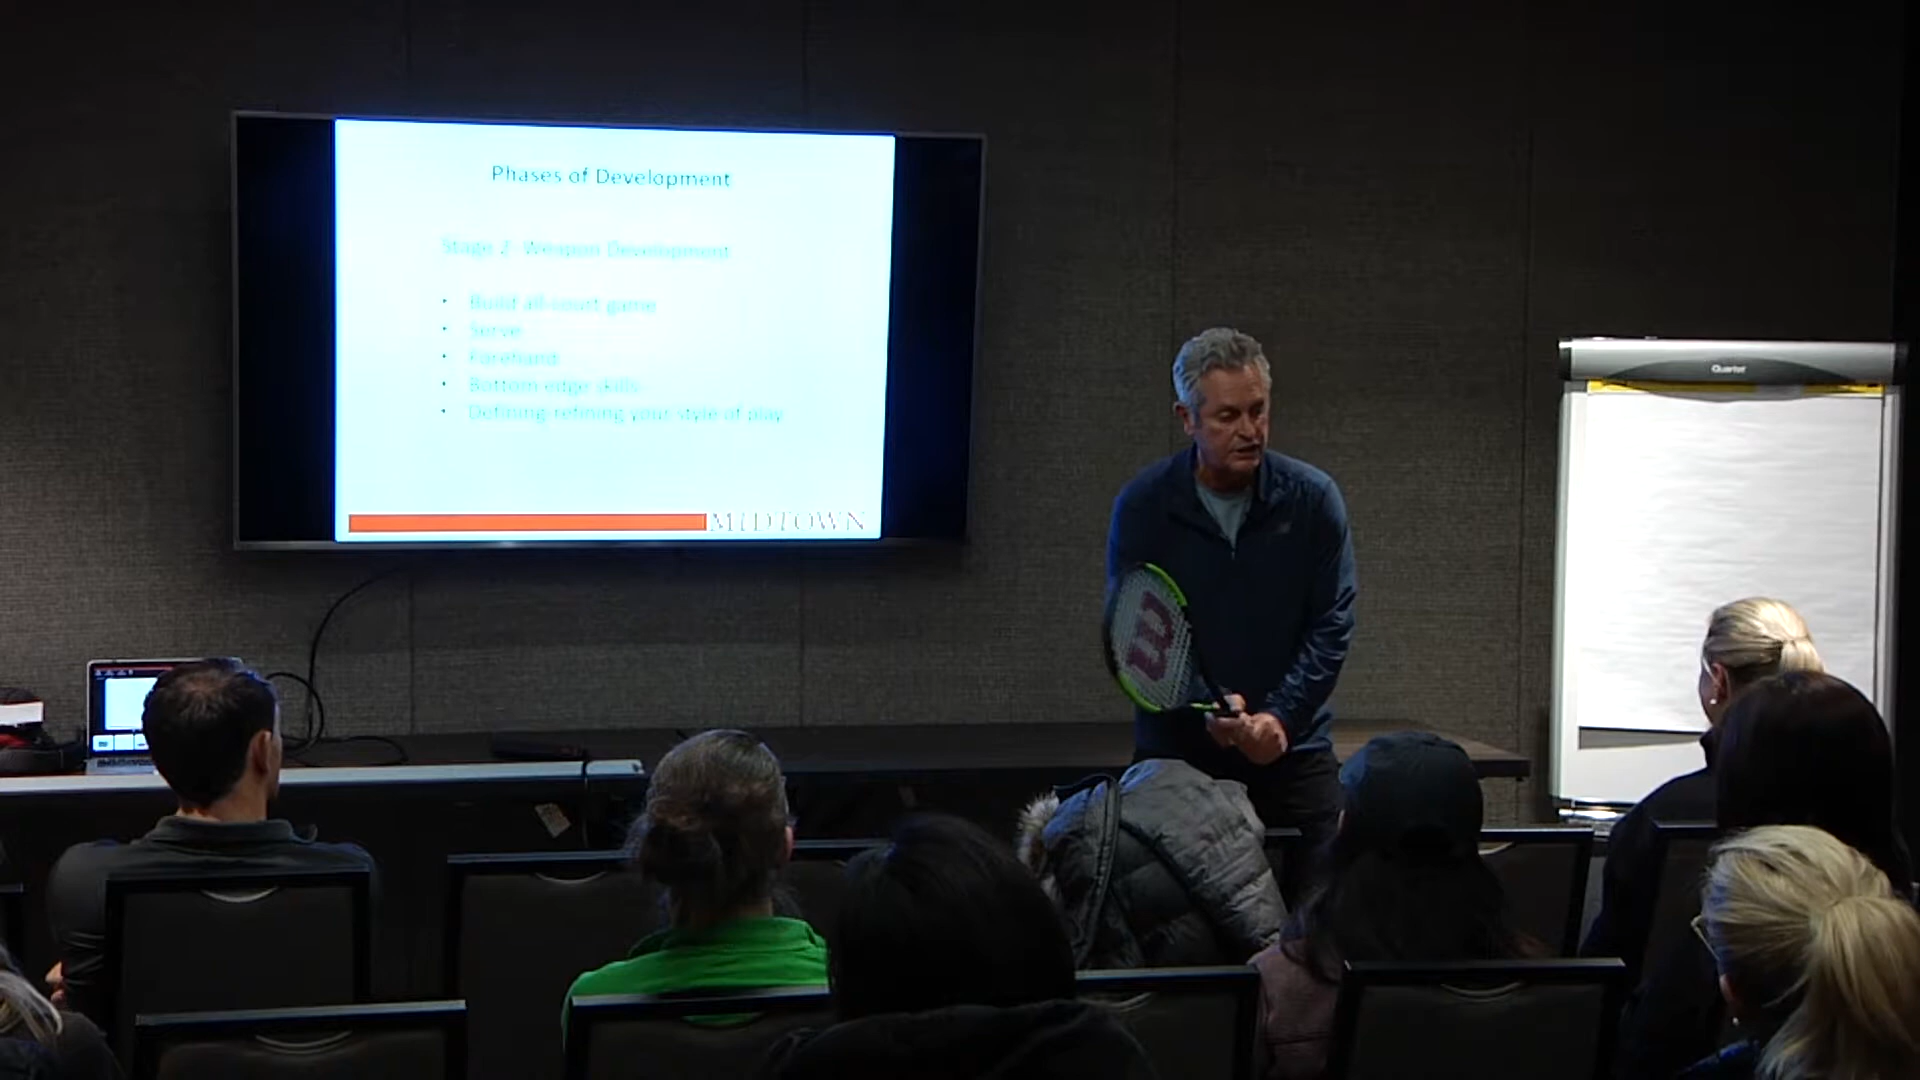 Phases of Development
Stage 2- Weapon Development
• Build all-court game
• Serve
• Forehand
• Bottom edge skills
• Defining refining your style of play
MIDTOWN
Quartet
W